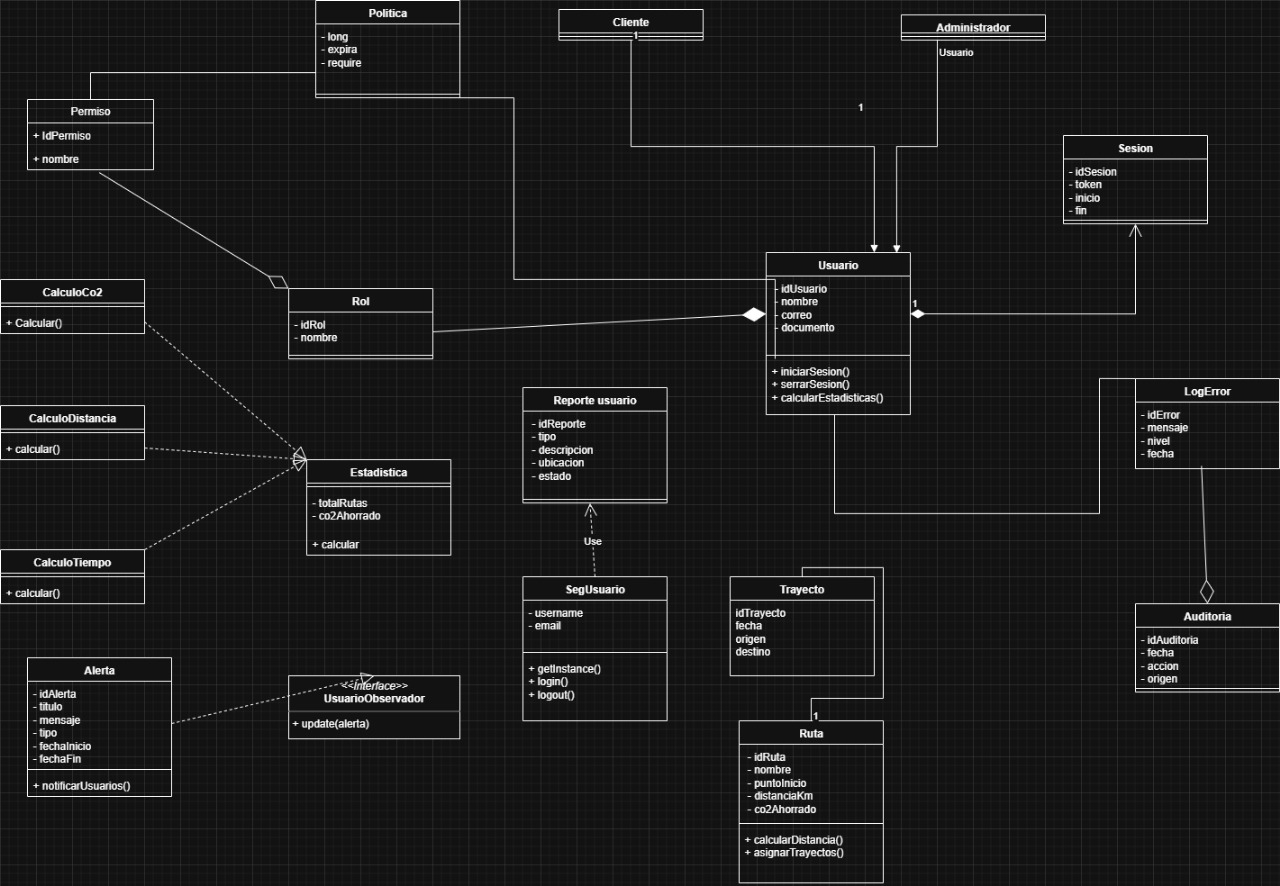 Politica
- long
- expira
- require
Cliente
1
Administrador
Usuario
1
Permiso
+ IdPermiso
+ nombre
Sesion
- idSesion
- token
- inicio
- fin
Usuario
- idUsuario
- nombre
- correo
- documento
+ iniciarSesion()
+ serrarSesion()
+ calcularEstadisticas()
1
CalculoCo2
+ Calcular()
Rol
- idRol
- nombre
CalculoDistancia
+ calcular()
Reporte usuario
- idReporte
- tipo
- descripcion
- ubicacion
- estado
LogError
- idError
- mensaje
- nivel
- fecha
Estadistica
- totalRutas
- co2Ahorrado
+ calcular
Use
CalculoTiempo
+ calcular()
SegUsuario
- username
- email
+ getInstance()
+ login()
+ logout()
Trayecto
idTrayecto
fecha
origen
destino
Auditoria
- idAuditoria
- fecha
- accion
- origen
Alerta
- idAlerta
- titulo
- mensaje
- tipo
- fechaInicio
- fechaFin
+ notificarUsuarios()
<<Interface>>
UsuarioObservador
+ update(alerta)
1
Ruta
- idRuta
- nombre
- puntoInicio
- distanciaKm
- co2Ahorrado
+ calcularDistancia()
+ asignarTrayectos()